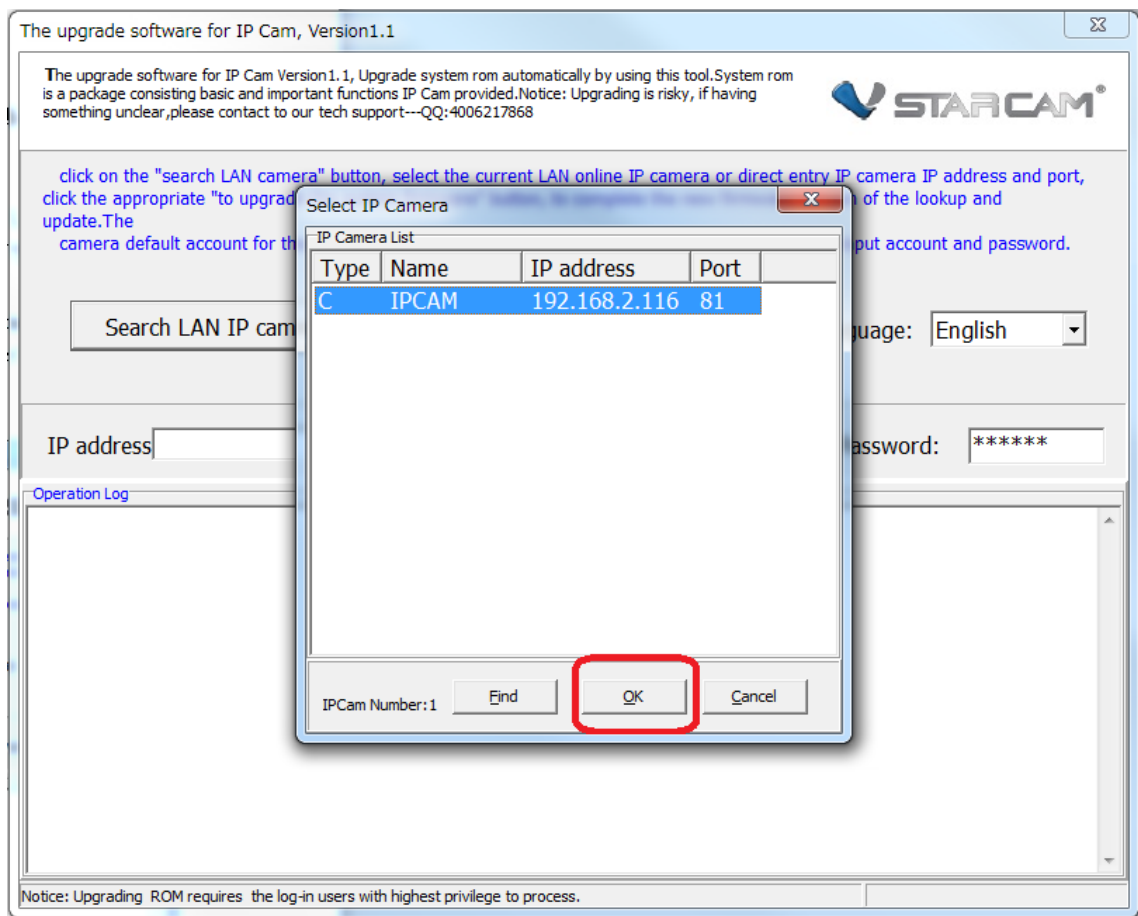 The upgrade software for IP Cam, Version1.1
The upgrade software for IP Cam Version1.1, Upgrade system rom automatically by using this tool.System rom
is a package consisting basic and important functions IP Cam provided.Notice: Upgrading is risky, if having
something unclear,please contact to our tech support---QQ:4006217868
STARCAM®
click on the "search LAN camera" button, select the current LAN online IP camera or direct entry IP camera IP address and port,
click the appropriate "to upgrad of the lookup and
update.The
camera default account for th put account and password.
Select IP Camera
IP Camera List
Type Name IP address Port
C IPCAM 192.168.2.116 81
Search LAN IP cam
guage: English
IP address
assword: ******
Operation Log
IPCam Number:1 Find OK Cancel
Notice: Upgrading ROM requires the log-in users with highest privilege to process.